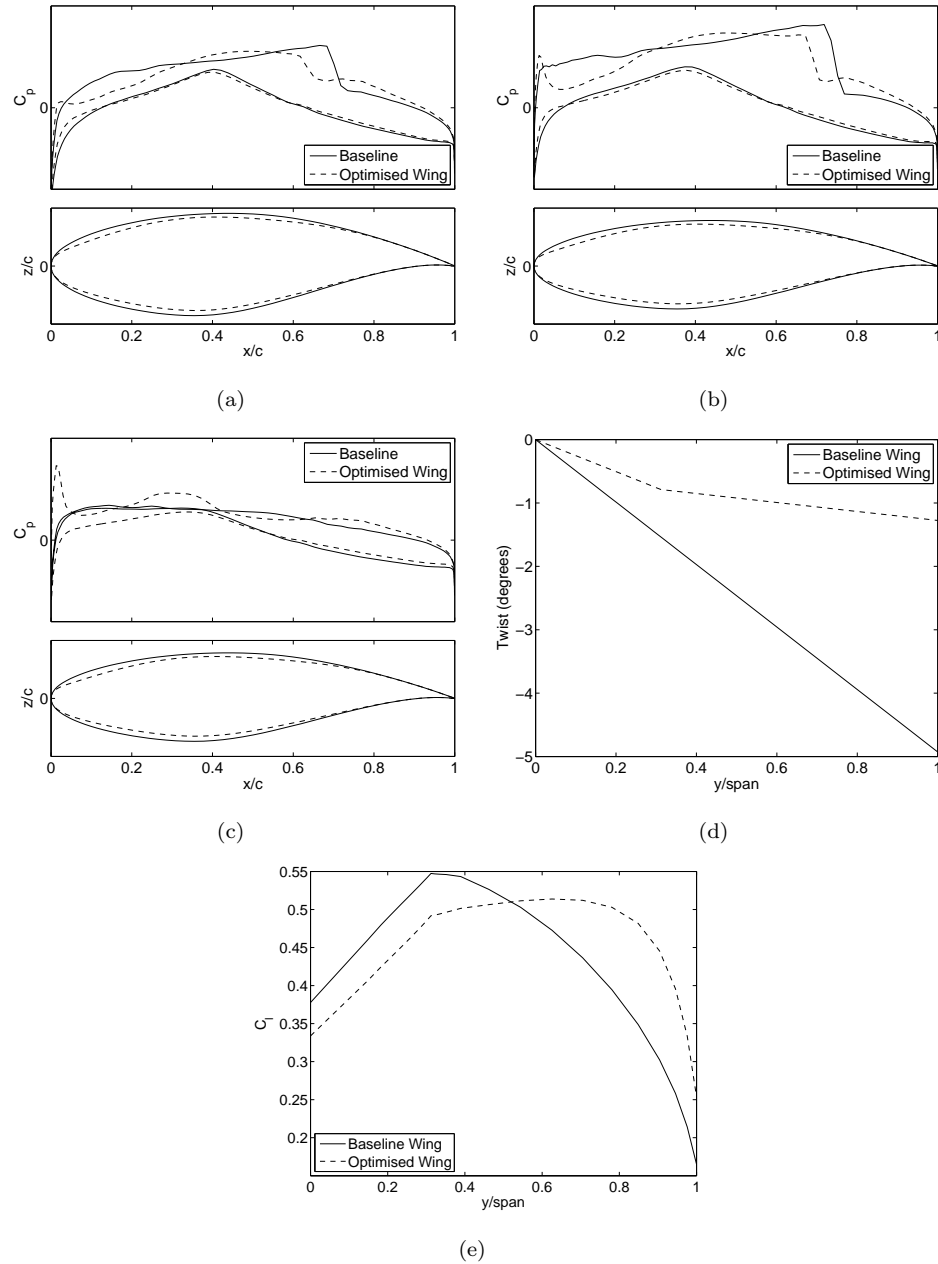 C_p
0
Baseline
Optimised Wing
z/c
0
0 0.2 0.4 0.6 0.8 1
x/c
(a)
C_p
0
Baseline
Optimised Wing
z/c
0
0 0.2 0.4 0.6 0.8 1
x/c
(b)
C_p
0
Baseline
Optimised Wing
z/c
0
0 0.2 0.4 0.6 0.8 1
x/c
(c)
Twist (degrees)
0
−1
−2
−3
−4
−5
Baseline Wing
Optimised Wing
0 0.2 0.4 0.6 0.8 1
y/span
(d)
C_l
0.55
0.5
0.45
0.4
0.35
0.3
0.25
0.2
Baseline Wing
Optimised Wing
0 0.2 0.4 0.6 0.8 1
y/span
(e)